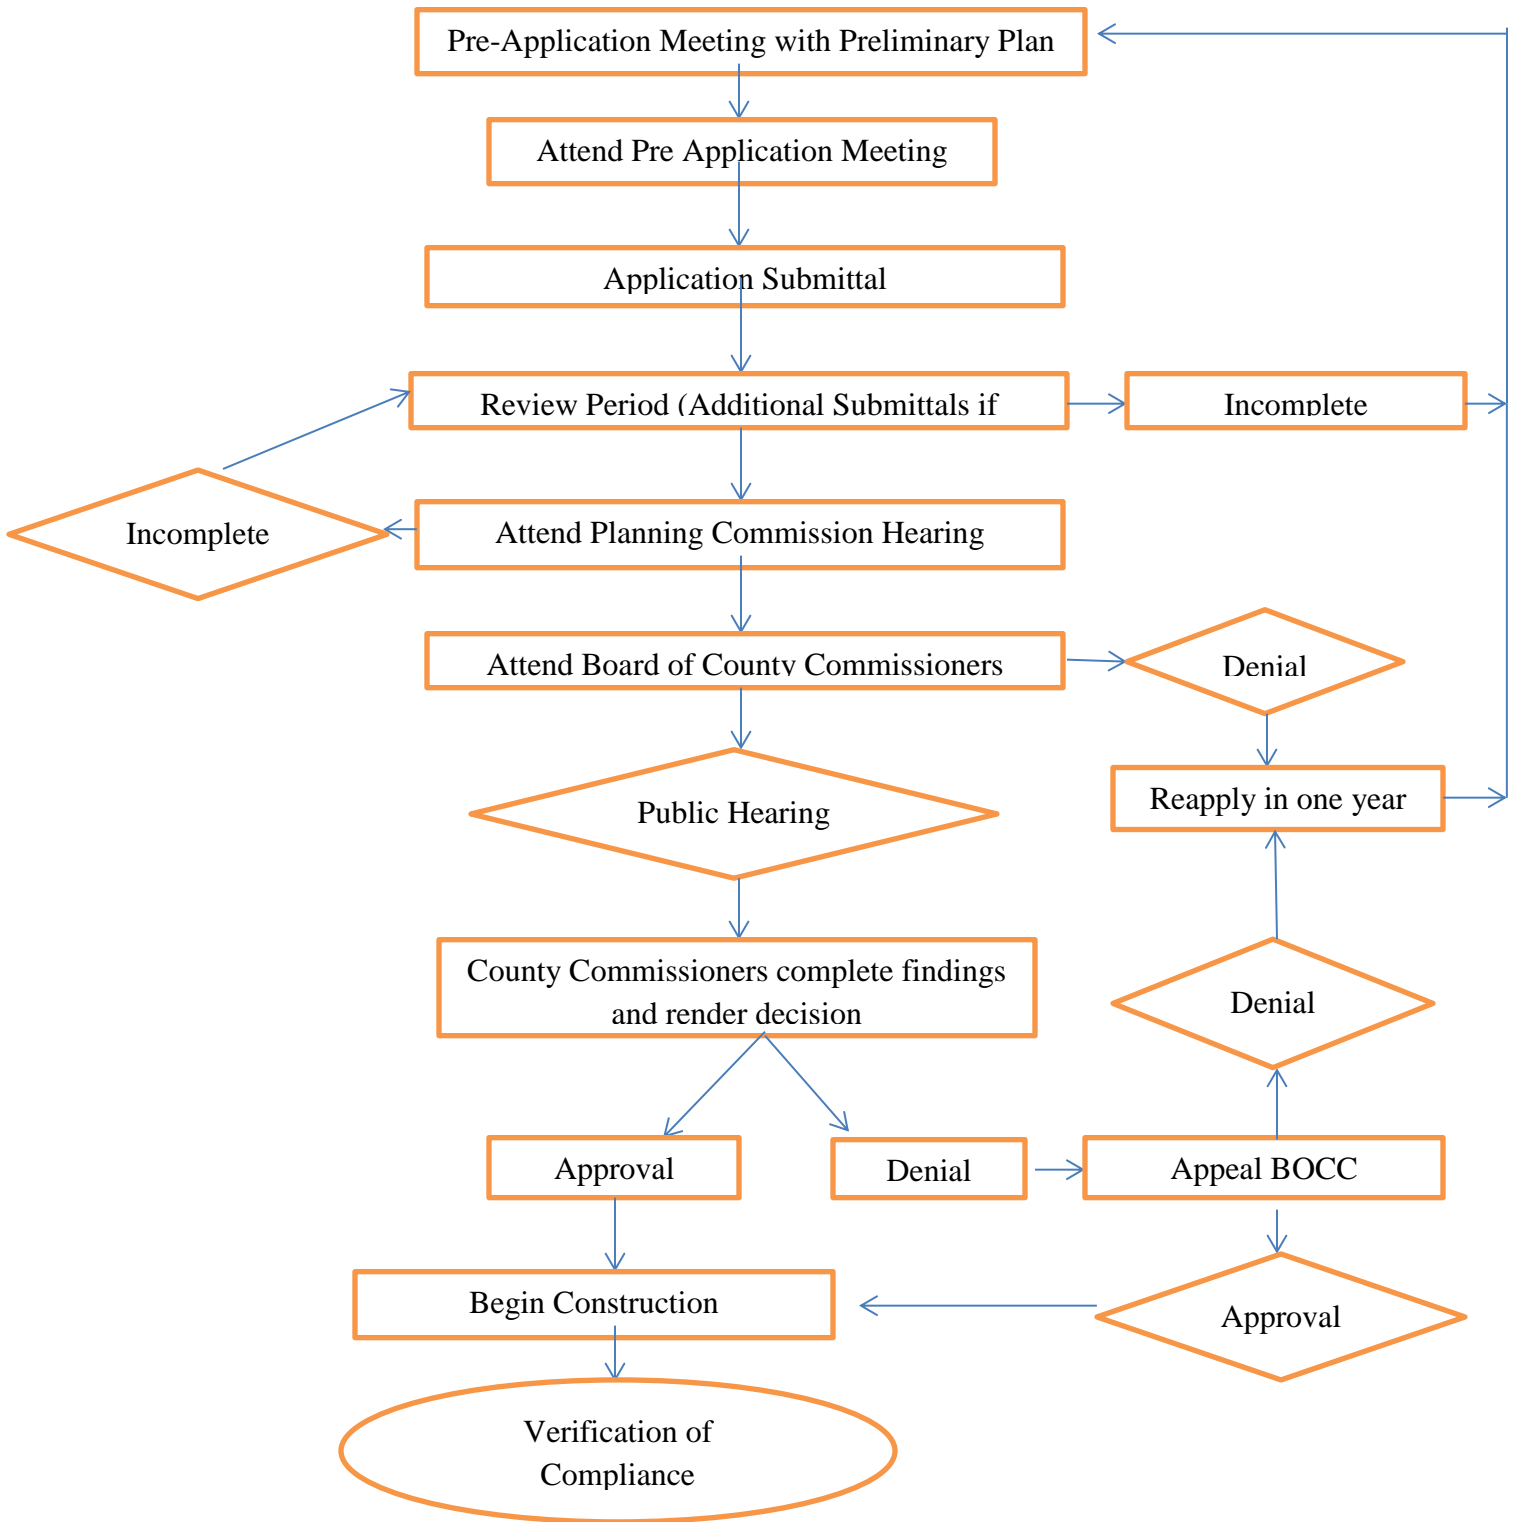 Pre-Application Meeting with Preliminary Plan
Attend Pre Application Meeting
Application Submittal
Review Period (Additional Submittals if
Incomplete
Incomplete
Attend Planning Commission Hearing
Attend Board of County Commissioners
Denial
Public Hearing
Reapply in one year
County Commissioners complete findings
and render decision
Denial
Approval
Denial
Appeal BOCC
Begin Construction
Approval
Verification of
Compliance